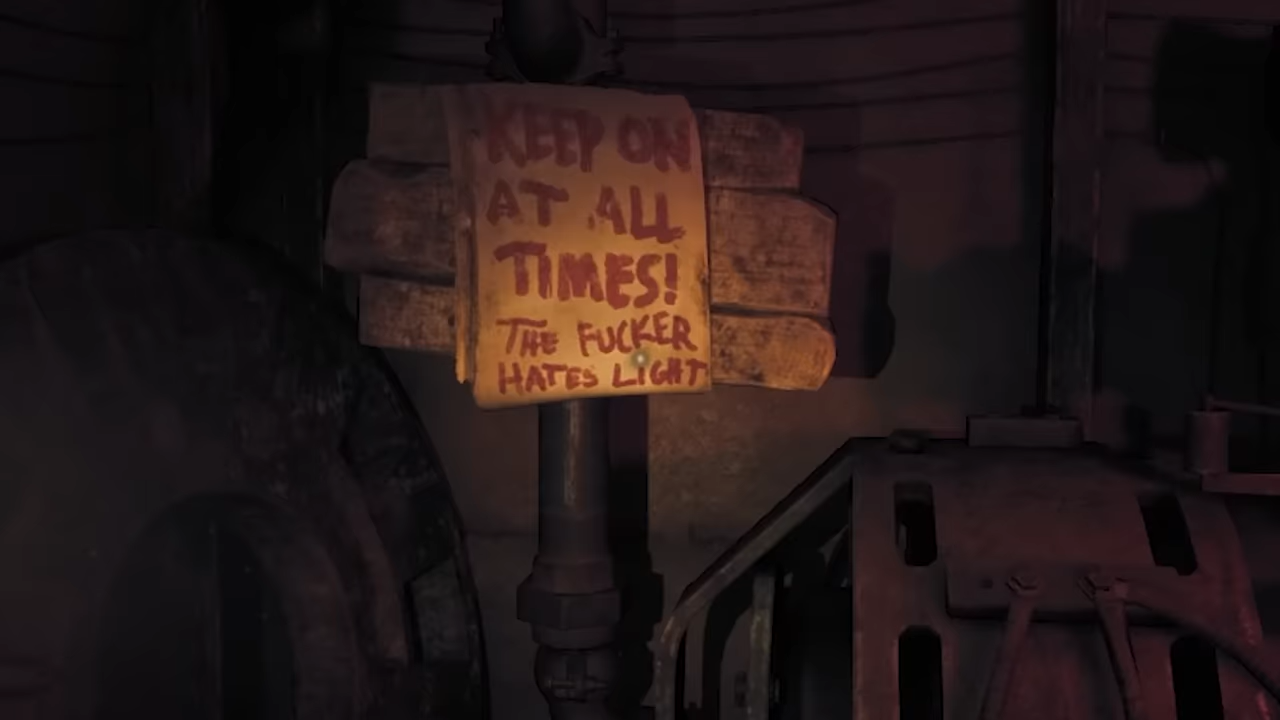 KEEP ON
AT ALL
TIMES!
THE FUCKER
HATES LIGHT